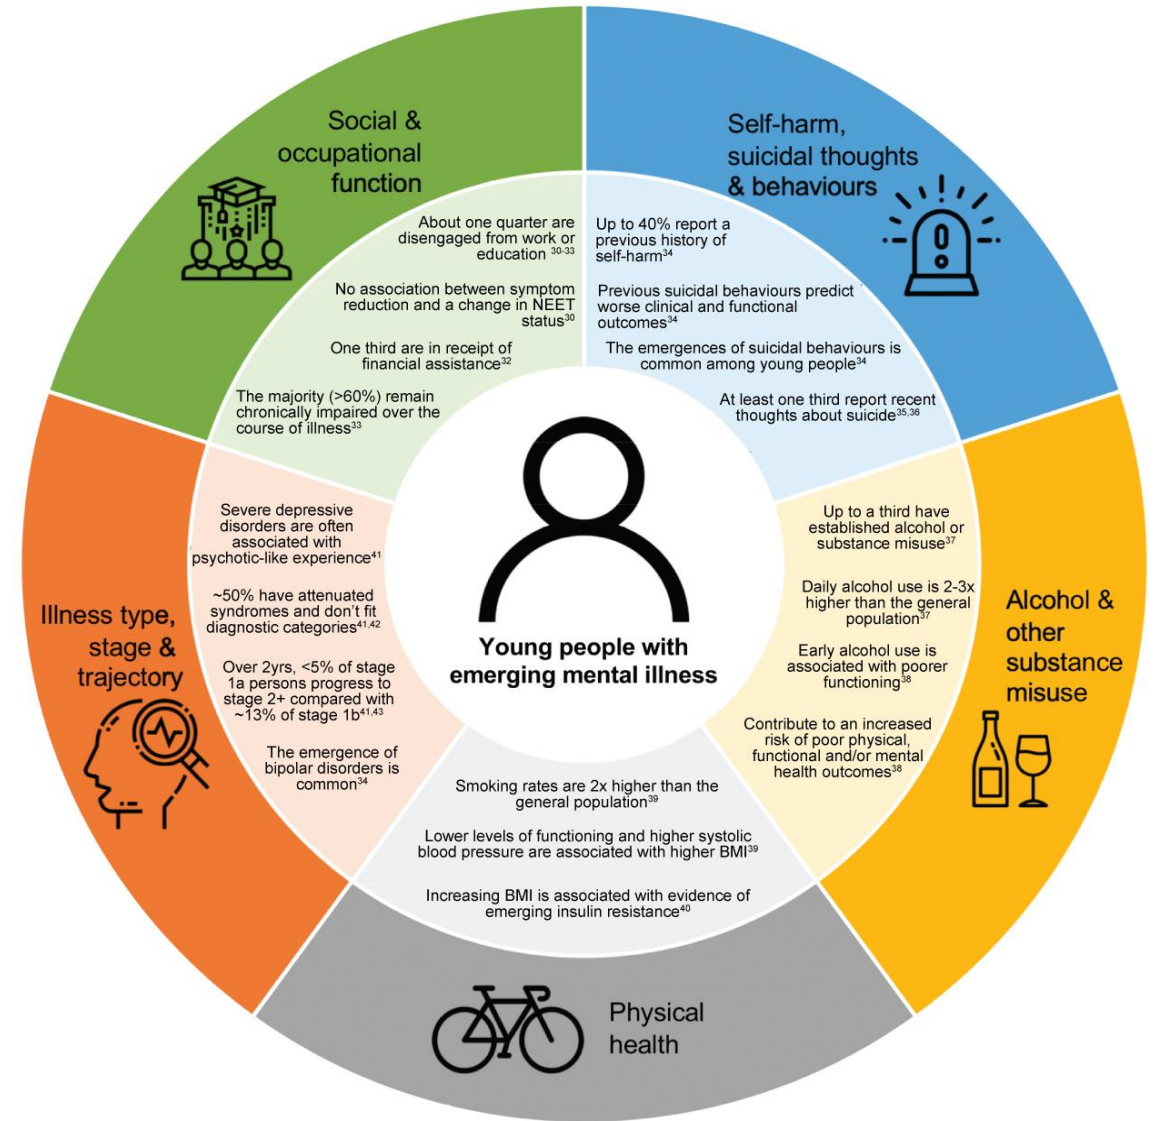 Social &
occupational
function
About one quarter are
disengaged from work or
education 30-33
No association between symptom
reduction and a change in NEET
status30
One third are in receipt of
financial assistance32
The majority (>60%) remain
chronically impaired over the
course of illness33
Self-harm,
suicidal thoughts
& behaviours
Up to 40% report a
previous history of
self-harm34
Previous suicidal behaviours predict
worse clinical and functional
outcomes34
The emergences of suicidal behaviours is
common among young people34
At least one third report recent
thoughts about suicide35,36
Alcohol &
other
substance
misuse
Up to a third have
established alcohol or
substance misuse37
Daily alcohol use is 2-3x
higher than the general
population37
Early alcohol use is
associated with poorer
functioning38
Contribute to an increased
risk of poor physical,
functional and/or mental
health outcomes38
Physical
health
Smoking rates are 2x higher than the
general population39
Lower levels of functioning and higher systolic
blood pressure are associated with higher BMI39
Increasing BMI is associated with evidence of
emerging insulin resistance40
Illness type,
stage &
trajectory
Severe depressive
disorders are often
associated with
psychotic-like experience41
~50% have attenuated
syndromes and don't fit
diagnostic categories41,42
Over 2yrs, <5% of stage
1a persons progress to
stage 2+ compared with
~13% of stage 1b41,43
The emergence of
bipolar disorders is
common34
Young people with
emerging mental illness